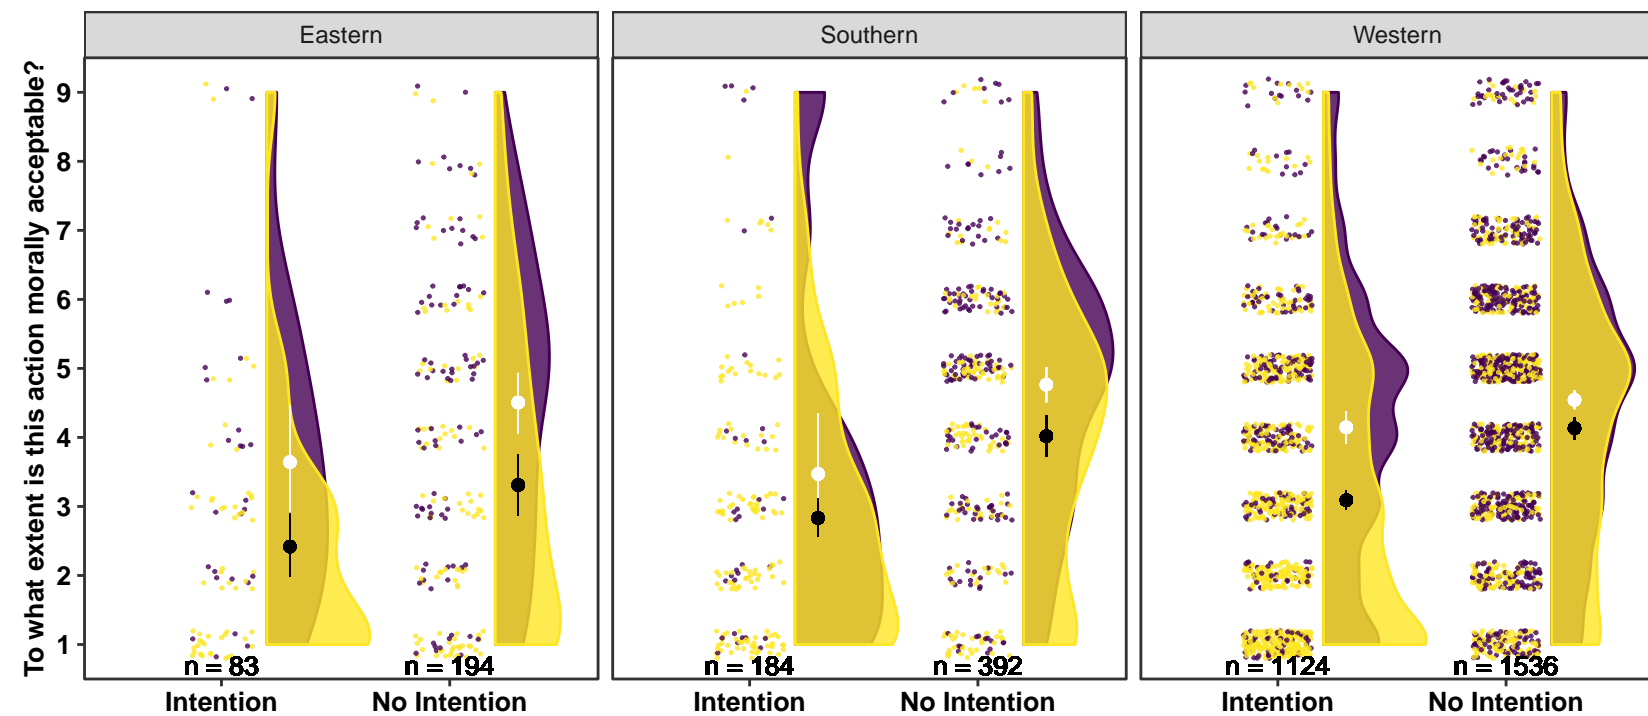 Eastern
Southern
Western
To what extent is this action morally acceptable?
9
8
7
6
5
4
3
2
1
n = 83
n = 194
n = 184
n = 392
n = 1124
n = 1536
Intention
No Intention
Intention
No Intention
Intention
No Intention